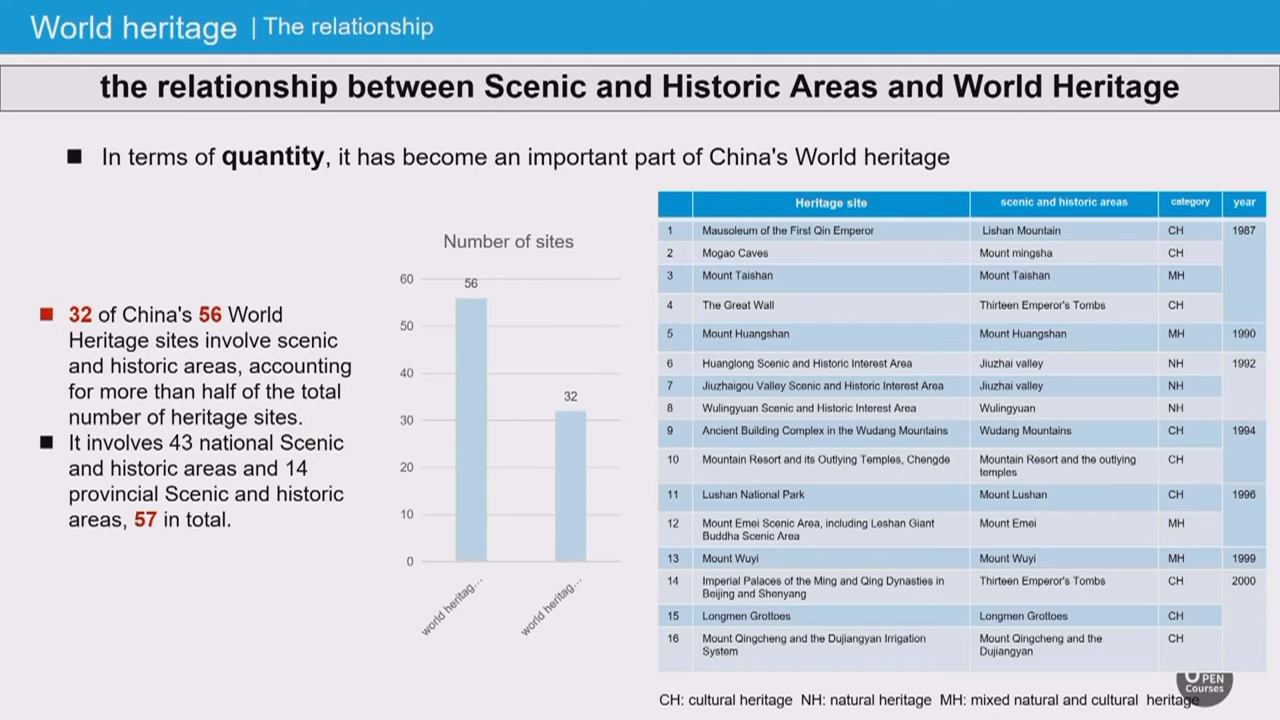 World heritage | The relationship
the relationship between Scenic and Historic Areas and World Heritage
■ In terms of quantity, it has become an important part of China's World heritage
■ 32 of China's 56 World
Heritage sites involve scenic
and historic areas, accounting
for more than half of the total
number of heritage sites.
■ It involves 43 national Scenic
and historic areas and 14
provincial Scenic and historic
areas, 57 in total.
Number of sites
60
50
40
30
20
10
0
56
32
world heritag...
world heritag...
Heritage site scenic and historic areas category year
1 Mausoleum of the First Qin Emperor Lishan Mountain CH 1987
2 Mogao Caves Mount mingsha CH
3 Mount Taishan Mount Taishan MH
4 The Great Wall Thirteen Emperor's Tombs CH
5 Mount Huangshan Mount Huangshan MH 1990
6 Huanglong Scenic and Historic Interest Area Jiuzhai valley NH 1992
7 Jiuzhaigou Valley Scenic and Historic Interest Area Jiuzhai valley NH
8 Wulingyuan Scenic and Historic Interest Area Wulingyuan NH
9 Ancient Building Complex in the Wudang Mountains Wudang Mountains CH 1994
10 Mountain Resort and its Outlying Temples, Chengde Mountain Resort and the outlying CH
temples
11 Lushan National Park Mount Lushan CH 1996
12 Mount Emei Scenic Area, including Leshan Giant Mount Emei MH
Buddha Scenic Area
13 Mount Wuyi Mount Wuyi MH 1999
14 Imperial Palaces of the Ming and Qing Dynasties in Thirteen Emperor's Tombs CH 2000
Beijing and Shenyang
15 Longmen Grottoes Longmen Grottoes CH
16 Mount Qingcheng and the Dujiangyan Irrigation Mount Qingcheng and the CH
System Dujiangyan
OPEN
Courses
CH: cultural heritage NH: natural heritage MH: mixed natural and cultural heritage